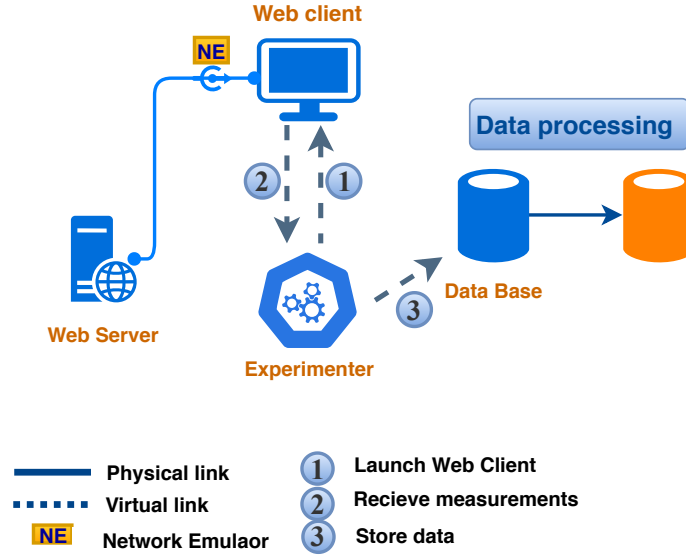 Web client
NE
Data processing
2
1
3
Data Base
Web Server
Experimenter
Physical link
Virtual link
NE Network Emulaor
1 Launch Web Client
2 Recieve measurements
3 Store data